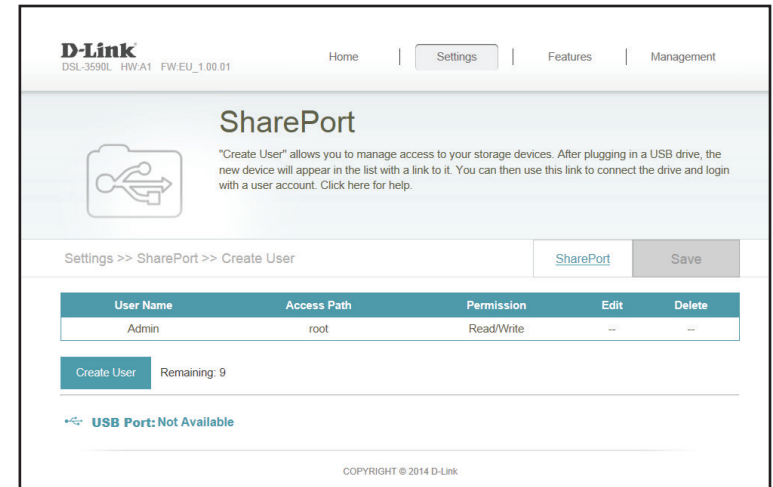 D-Link
DSL-3590L HW:A1 FW:EU_1.00.01
Home | Settings | Features | Management
SharePort
"Create User" allows you to manage access to your storage devices. After plugging in a USB drive, the
new device will appear in the list with a link to it. You can then use this link to connect the drive and login
with a user account. Click here for help.
Settings >> SharePort >> Create User SharePort Save
User Name Access Path Permission Edit Delete
Admin root Read/Write -- --
Create User Remaining: 9
USB Port: Not Available
COPYRIGHT © 2014 D-Link